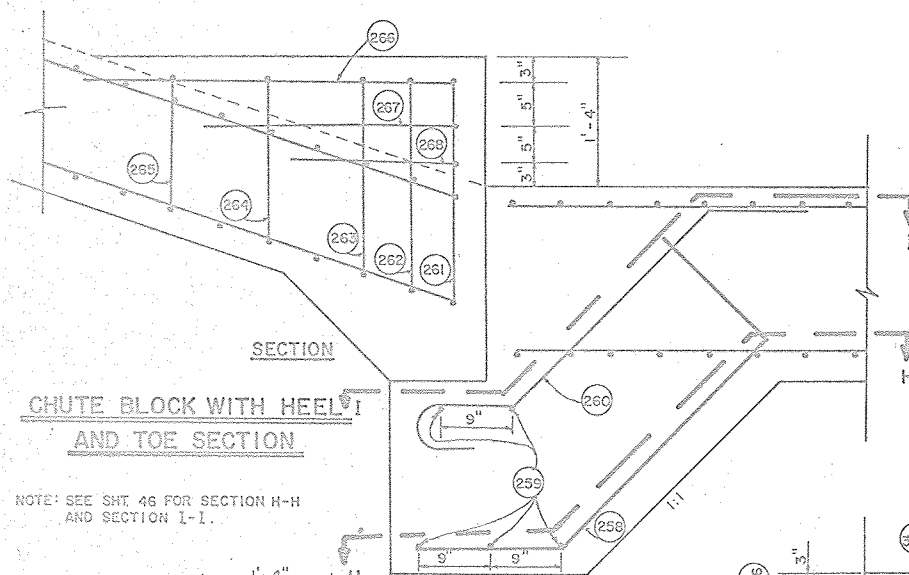 266
3"
267
5"
1'-4"
268
5"
265
3"
264
263
262
261
SECTION
CHUTE BLOCK WITH HEEL
AND TOE SECTION
I
I
9"
260
259
NOTE: SEE SHT. 46 FOR SECTION H-H
AND SECTION I-I.
258
1:1
9"
9"
3"
1'-4"
H